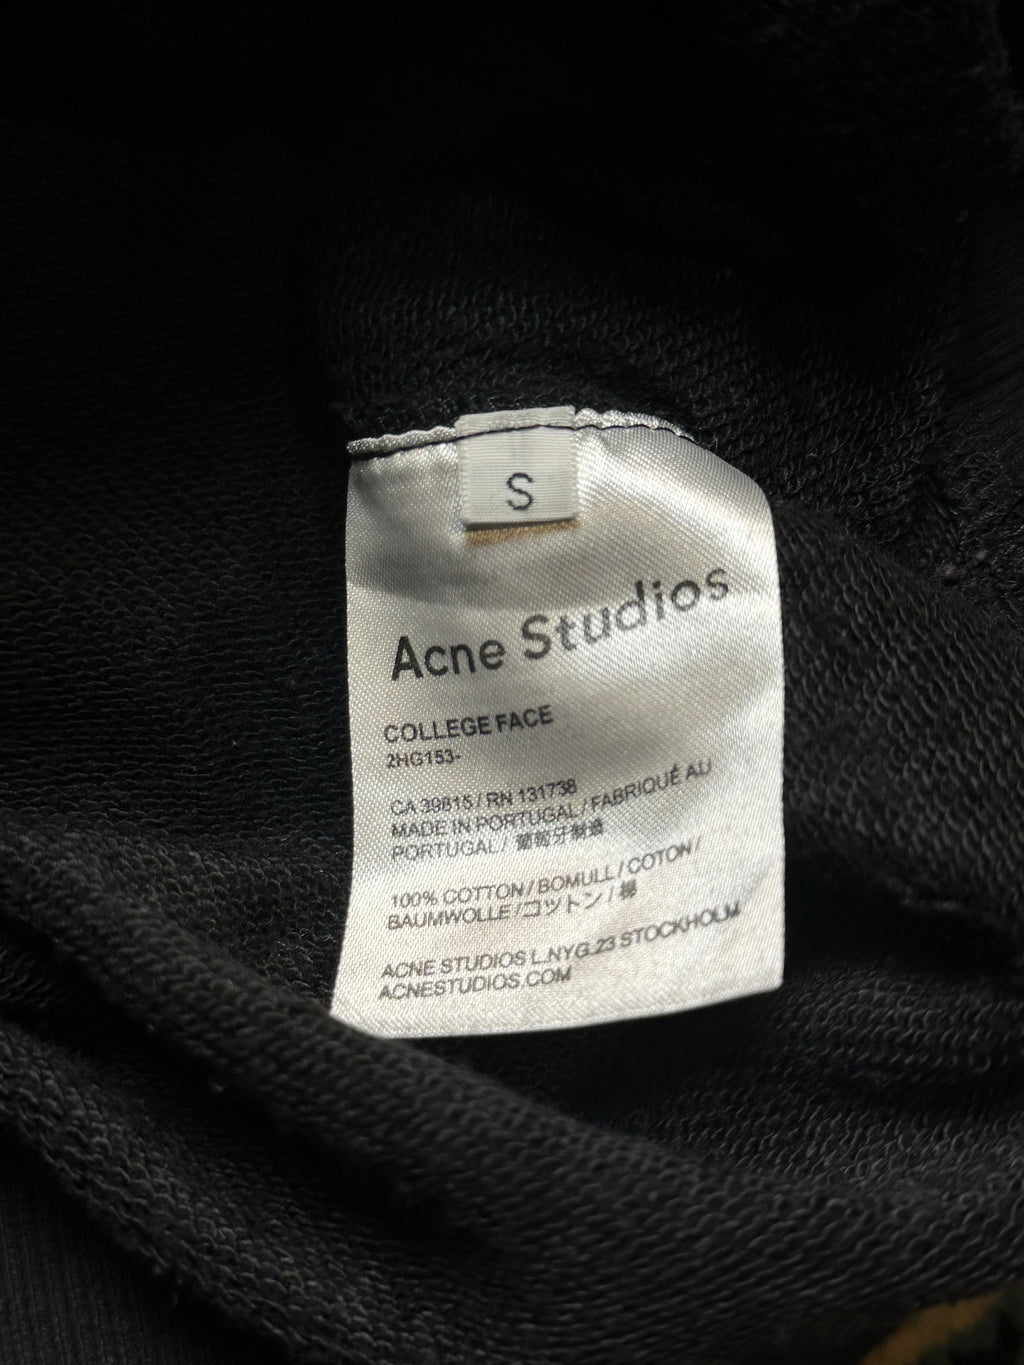 S
Acne Studios
COLLEGE FACE
2HG153-
CA 39815 / RN 131738
MADE IN PORTUGAL / FABRIQUÉ AU
PORTUGAL / 葡萄牙制造
100% COTTON / BOMULL / COTON /
BAUMWOLLE / コットン / 棉
ACNE STUDIOS L.NYG.23 STOCKHOLM
ACNESTUDIOS.COM